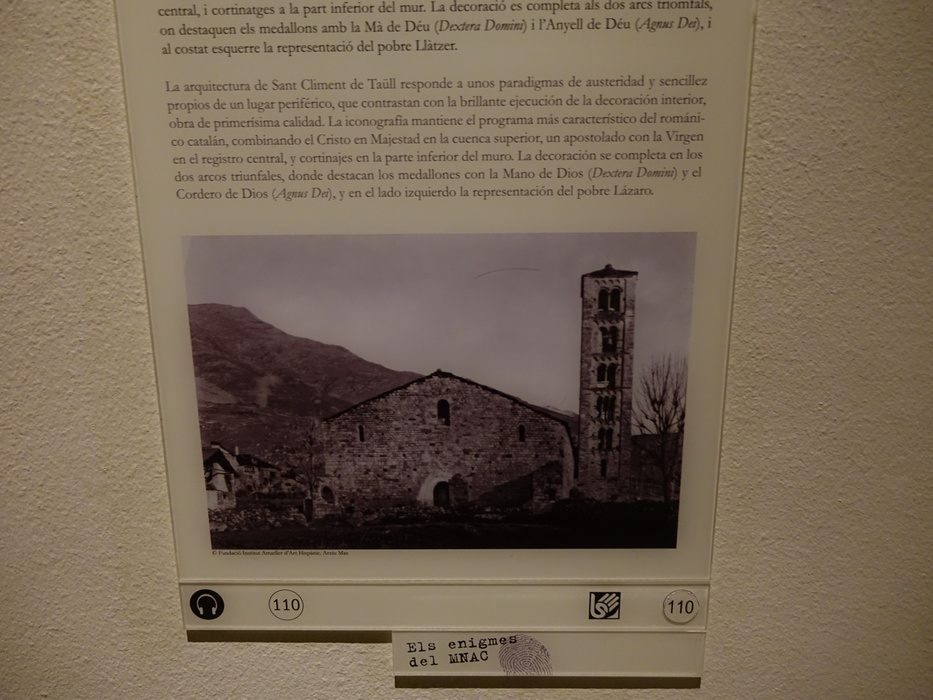 central, i cortinatges a la part inferior del mur. La decoració es completa als dos arcs triomfals,
on destaquen els medallons amb la Mà de Déu (Dextera Domini) i l'Anyell de Déu (Agnus Dei), i
al costat esquerre la representació del pobre Llàtzer.
La arquitectura de Sant Climent de Taüll responde a unos paradigmas de austeridad y sencillez
propios de un lugar periférico, que contrastan con la brillante ejecución de la decoración interior,
obra de primerísima calidad. La iconografía mantiene el programa más característico del románi-
co catalán, combinando el Cristo en Majestad en la cuenca superior, un apostolado con la Virgen
en el registro central, y cortinajes en la parte inferior del muro. La decoración se completa en los
dos arcos triunfales, donde destacan los medallones con la Mano de Dios (Dextera Domini) y el
Cordero de Dios (Agnus Dei), y en el lado izquierdo la representación del pobre Lázaro.
© Fundació Institut Amatller d'Art Hispànic. Arxiu Mas
110
110
Els enigmes
del MNAC